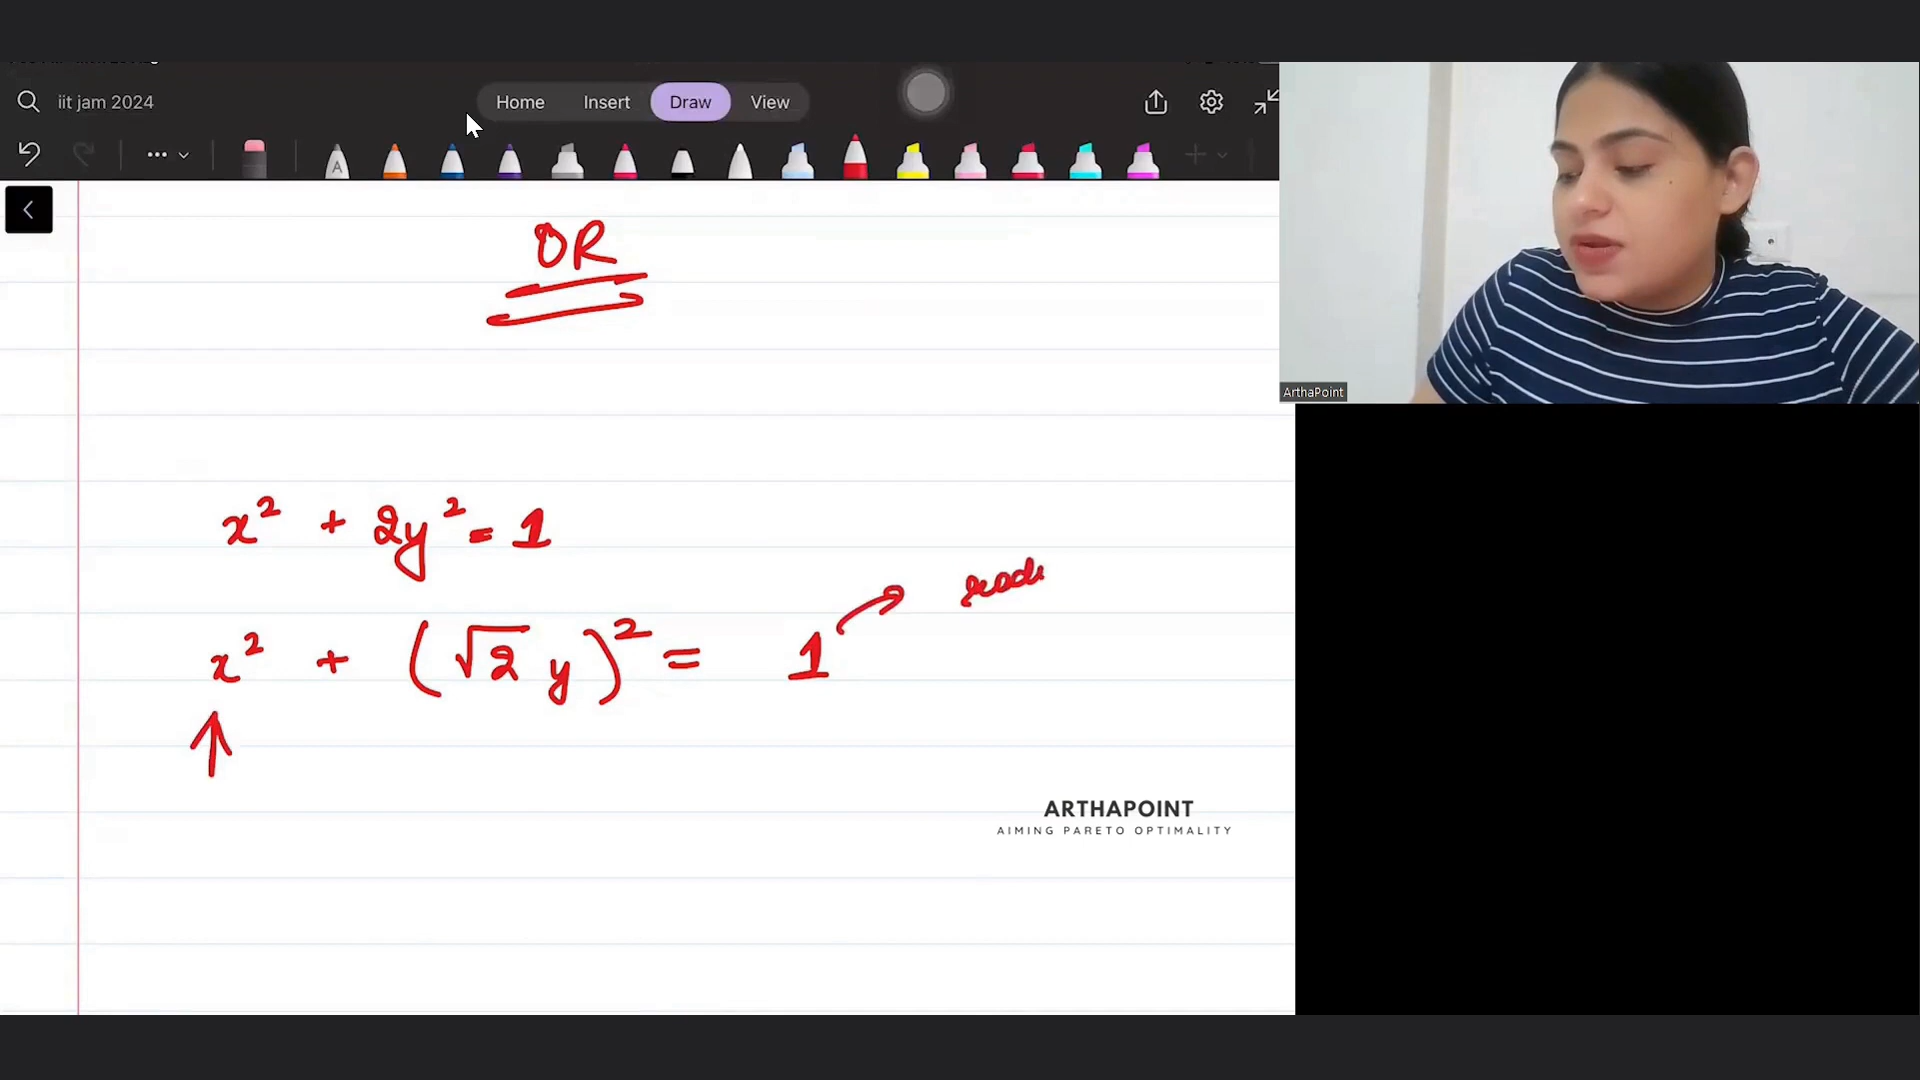 iit jam 2024
Home Insert Draw View
A
OR
x² + 2y² = 1
x² + (√2 y)² = 1
ArthaPoint
ARTHAPOINT
AIMING PARETO OPTIMALITY